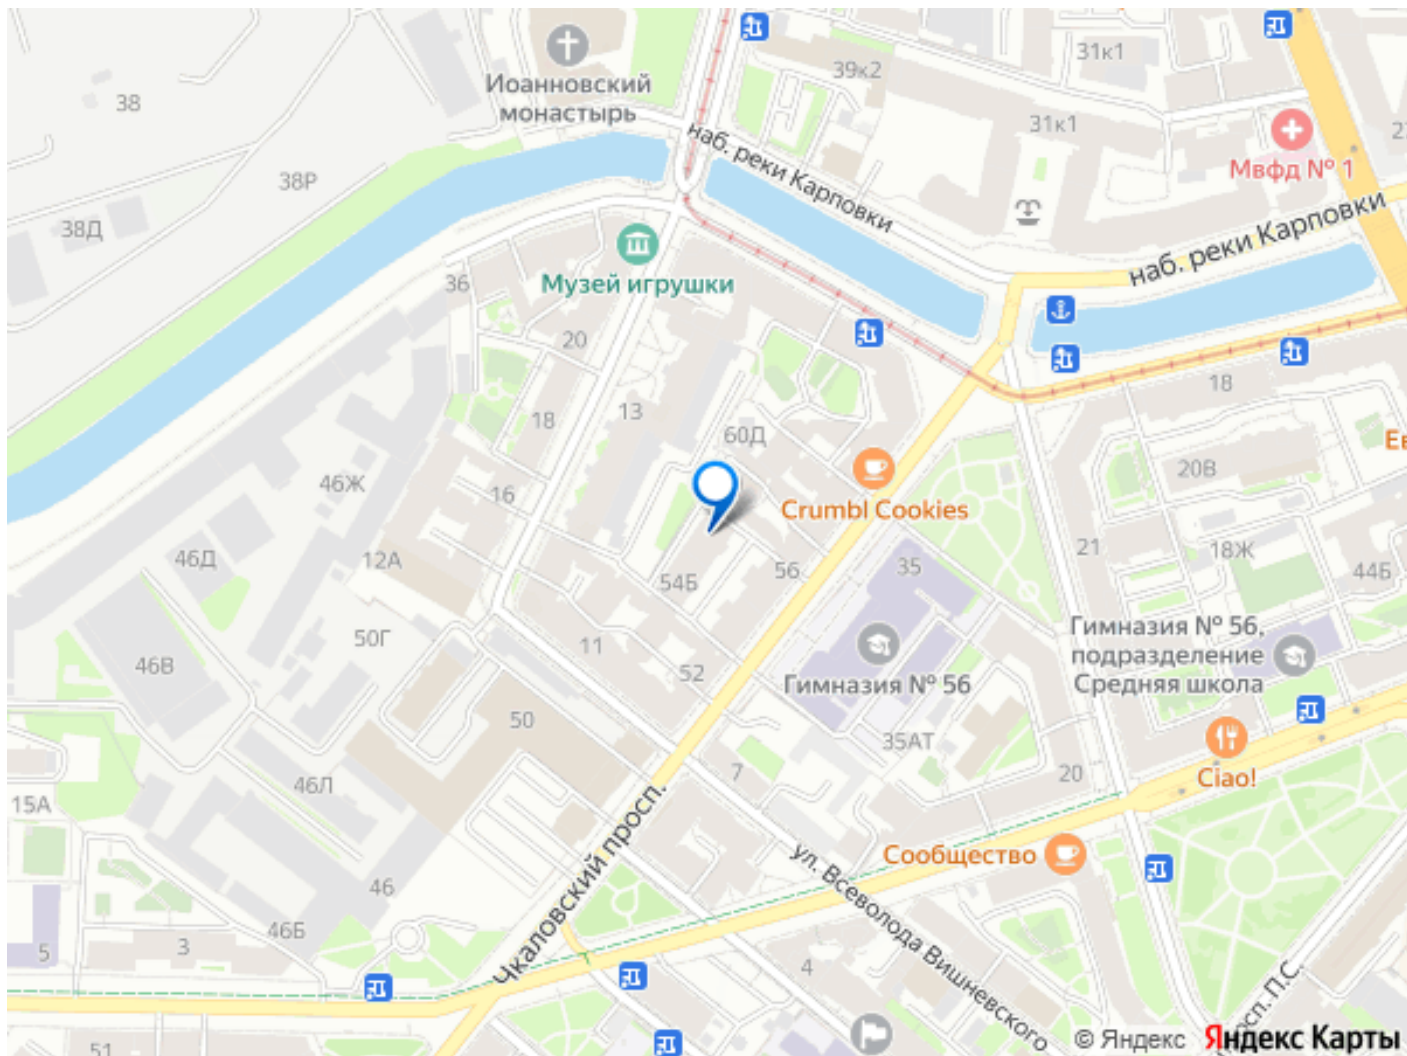 38
Иоанновский
монастырь
39к2
31к1
31к1
Мвфд № 1
наб. реки Карповки
наб. реки Карповки
38Р
38Д
Музей игрушки
36
20
18
13
60Д
18
20В
Crumbl Cookies
46Ж
16
46Д
12А
54Б
56
35
21
18Ж
44Б
50Г
46В
11
52
Гимназия № 56
Гимназия № 56,
подразделение
Средняя школа
50
35АТ
7
20
Ciao!
46Л
15А
Чкаловский просп.
Сообщество
ул. Всеволода Вишневского
46
46Б
3
5
4
51
© Яндекс
Яндекс Карты